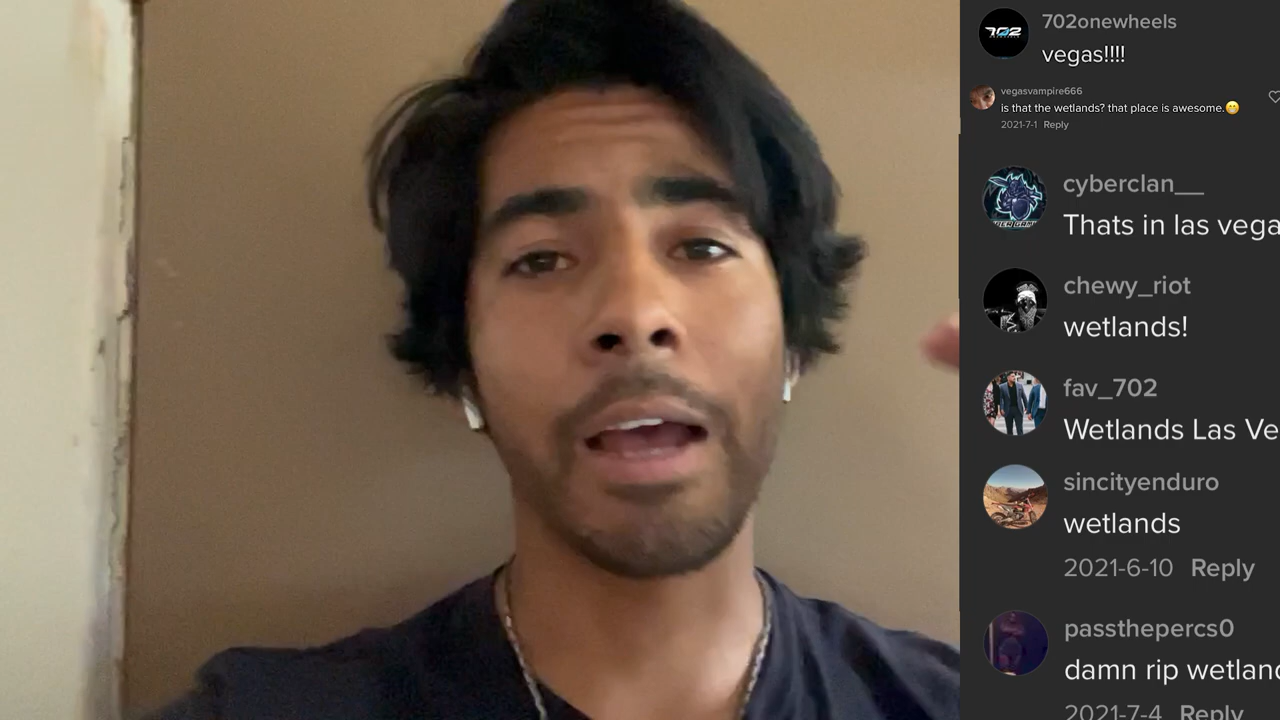 702
702onewheels
vegas!!!!
vegasvampire666
is that the wetlands? that place is awesome.😁
2021-7-1 Reply
cyberclan__
Thats in las vega
chewy_riot
wetlands!
fav_702
Wetlands Las Ve
sincityenduro
wetlands
2021-6-10 Reply
passthepercs0
damn rip wetland
2021-7-4 Reply